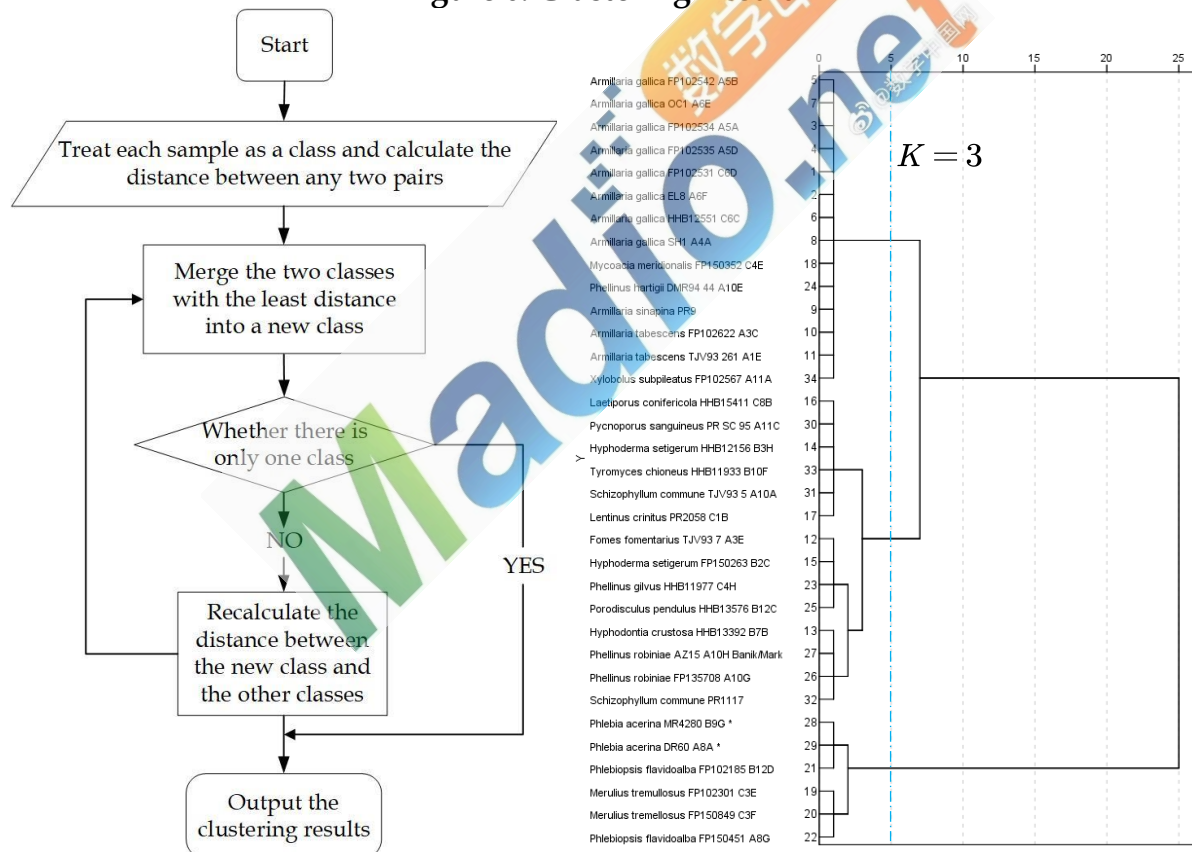 Start
Treat each sample as a class and calculate the
distance between any two pairs
Merge the two classes
with the least distance
into a new class
Whether there is
only one class
NO
YES
Recalculate the
distance between
the new class and
the other classes
Output the
clustering results
0 5 10 15 20 25
K = 3
Y
Armillaria gallica FP102542 A5B 5
Armillaria gallica OC1 A6E 7
Armillaria gallica FP102534 A5A 3
Armillaria gallica FP102535 A5D 4
Armillaria gallica FP102531 C6D 1
Armillaria gallica EL8 A6F 2
Armillaria gallica HHB12551 C6C 6
Armillaria gallica SH1 A4A 8
Mycoacia meridionalis FP150352 C4E 18
Phellinus hartigii DMR94 44 A10E 24
Armillaria sinapina PR9 9
Armillaria tabescens FP102622 A3C 10
Armillaria tabescens TJV93 261 A1E 11
Xylobolus subpileatus FP102567 A11A 34
Laetiporus conifericola HHB15411 C8B 16
Pycnoporus sanguineus PR SC 95 A11C 30
Hyphoderma setigerum HHB12156 B3H 14
Tyromyces chioneus HHB11933 B10F 33
Schizophyllum commune TJV93 5 A10A 31
Lentinus crinitus PR2058 C1B 17
Fomes fomentarius TJV93 7 A3E 12
Hyphoderma setigerum FP150263 B2C 15
Phellinus gilvus HHB11977 C4H 23
Porodisculus pendulus HHB13576 B12C 25
Hyphodontia crustosa HHB13392 B7B 13
Phellinus robiniae AZ15 A10H Banik/Mark 27
Phellinus robiniae FP135708 A10G 26
Schizophyllum commune PR1117 32
Phlebia acerina MR4280 B9G * 28
Phlebia acerina DR60 A8A * 29
Phlebiopsis flavidoalba FP102185 B12D 21
Merulius tremullosus FP102301 C3E 19
Merulius tremellosus FP150849 C3F 20
Phlebiopsis flavidoalba FP150451 A8G 22
Madio.net
数学中
@数学中国网